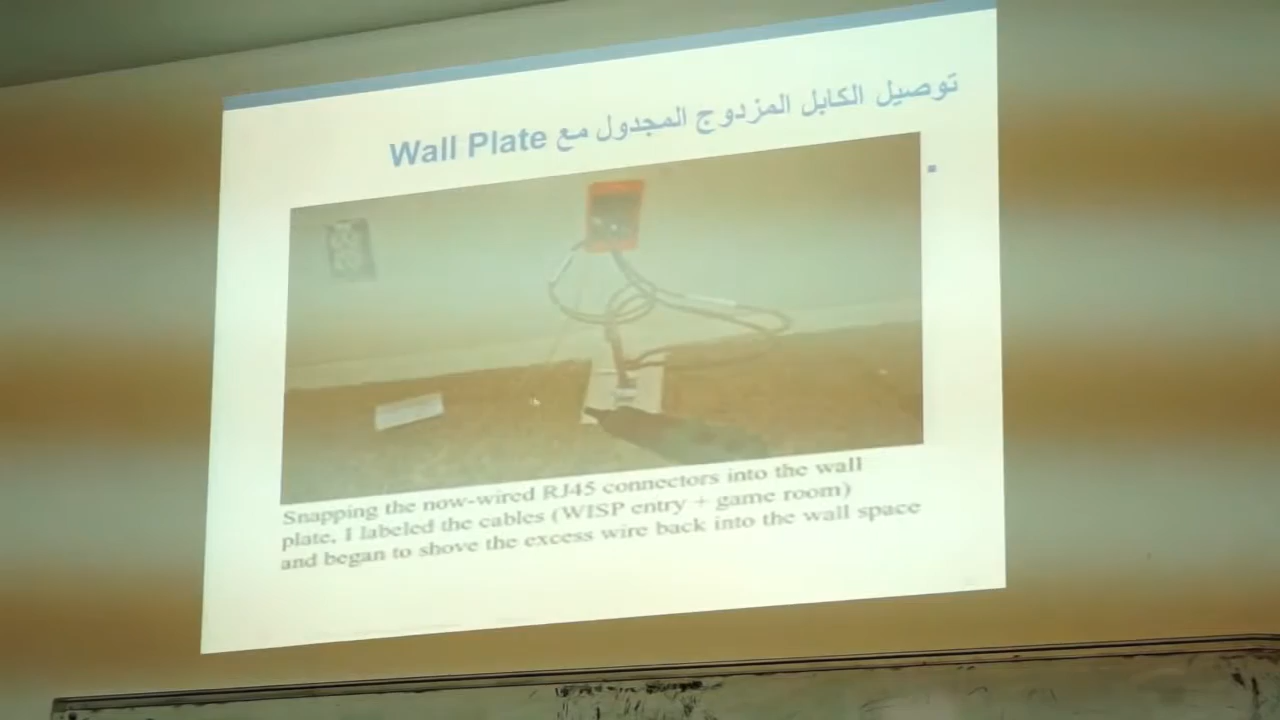 توصيل الكابل المزدوج المجدول مع Wall Plate
Snapping the now-wired RJ45 connectors into the wall
plate, I labeled the cables (WISP entry + game room)
and began to shove the excess wire back into the wall space